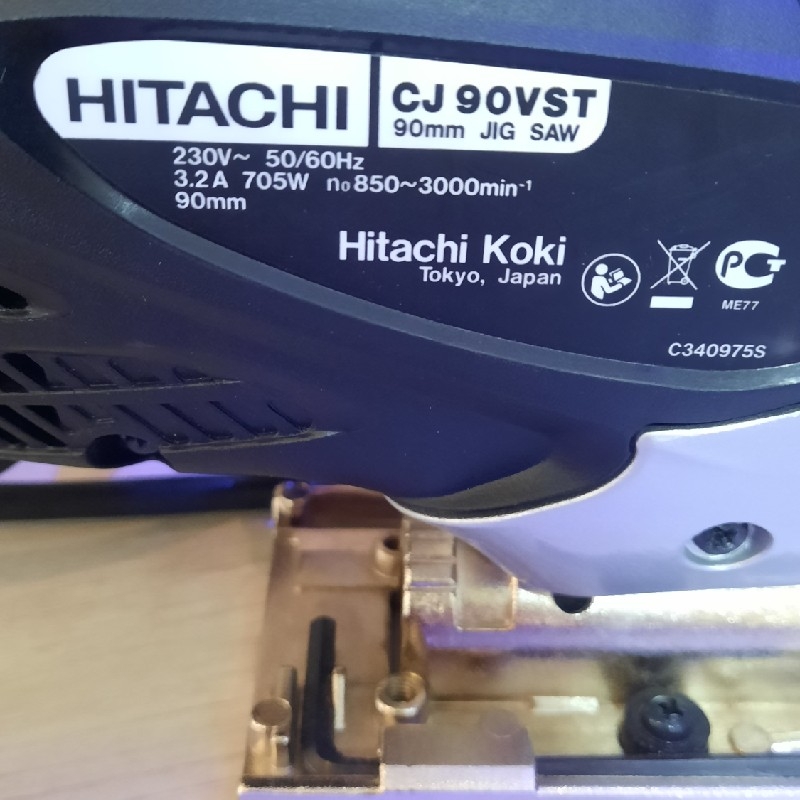 HITACHI
CJ 90VST
90mm JIG SAW
230V~ 50/60Hz
3.2A 705W n₀850~3000min⁻¹
90mm
Hitachi Koki
Tokyo, Japan
PCT
ME77
C340975S